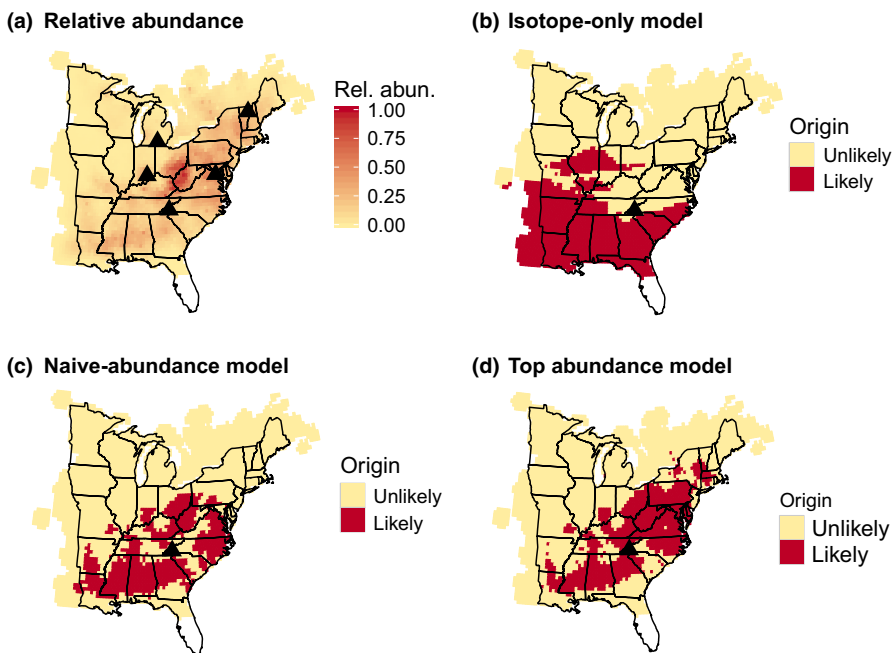 (a) Relative abundance
Rel. abun.
1.00
0.75
0.50
0.25
0.00
(b) Isotope-only model
Origin
Unlikely
Likely
(c) Naive-abundance model
Origin
Unlikely
Likely
(d) Top abundance model
Origin
Unlikely
Likely